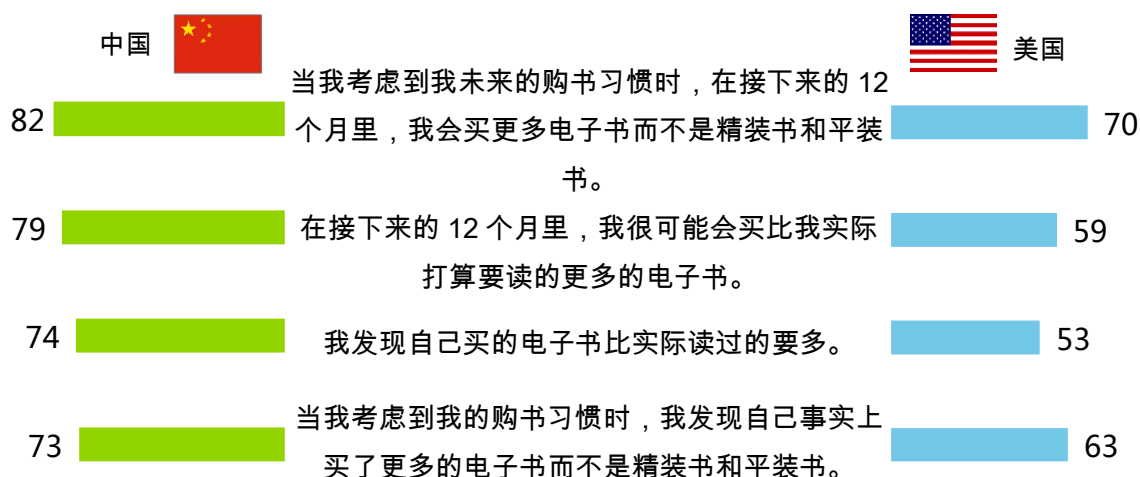 中国
美国
当我考虑到我未来的购书习惯时，在接下来的 12
82
个月里，我会买更多电子书而不是精装书和平装
70
书。
79
在接下来的 12 个月里，我很可能会买比我实际
59
打算要读的更多的电子书。
74
我发现自己买的电子书比实际读过的要多。
53
当我考虑到我的购书习惯时，我发现自己事实上
73
63
买了更多的电子书而不是精装书和平装书。